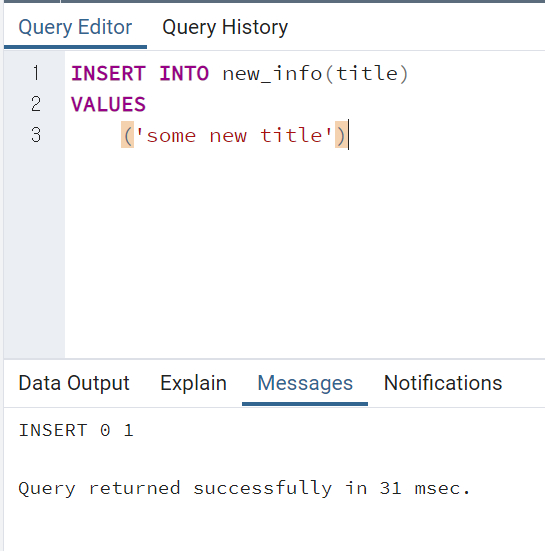 Query Editor Query History
1 INSERT INTO new_info(title)
2 VALUES
3 ('some new title')
Data Output Explain Messages Notifications
INSERT 0 1
Query returned successfully in 31 msec.